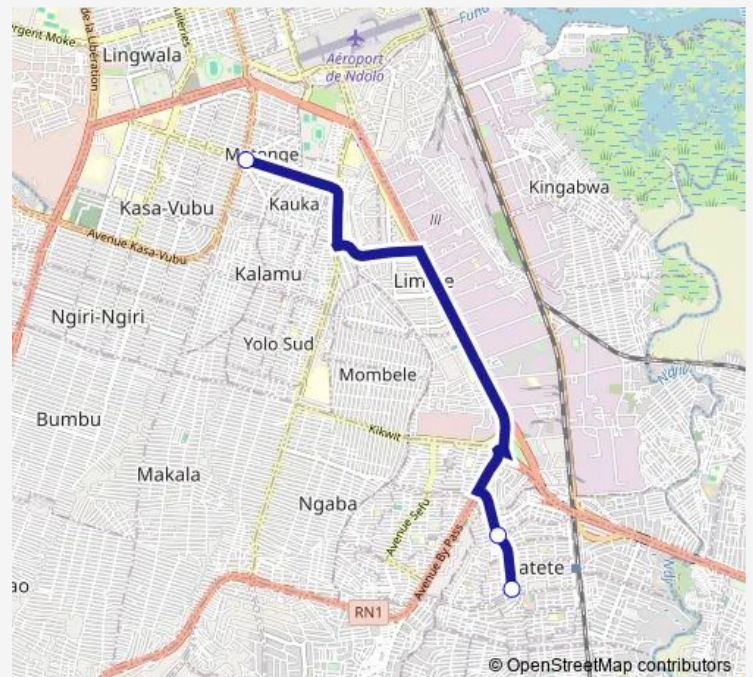 Lingwala
Aéroport
de Ndolo
Kingabwa
Kauka
Kasa-Vubu
Avenue Kasa-Vubu
III
Kalamu
Ngiri-Ngiri
Yolo Sud
Mombele
Bumbu
Kikwit
Makala
Ngaba
Avenue Sefu
Avenue By Pass
RN1
© OpenStreetMap contributors